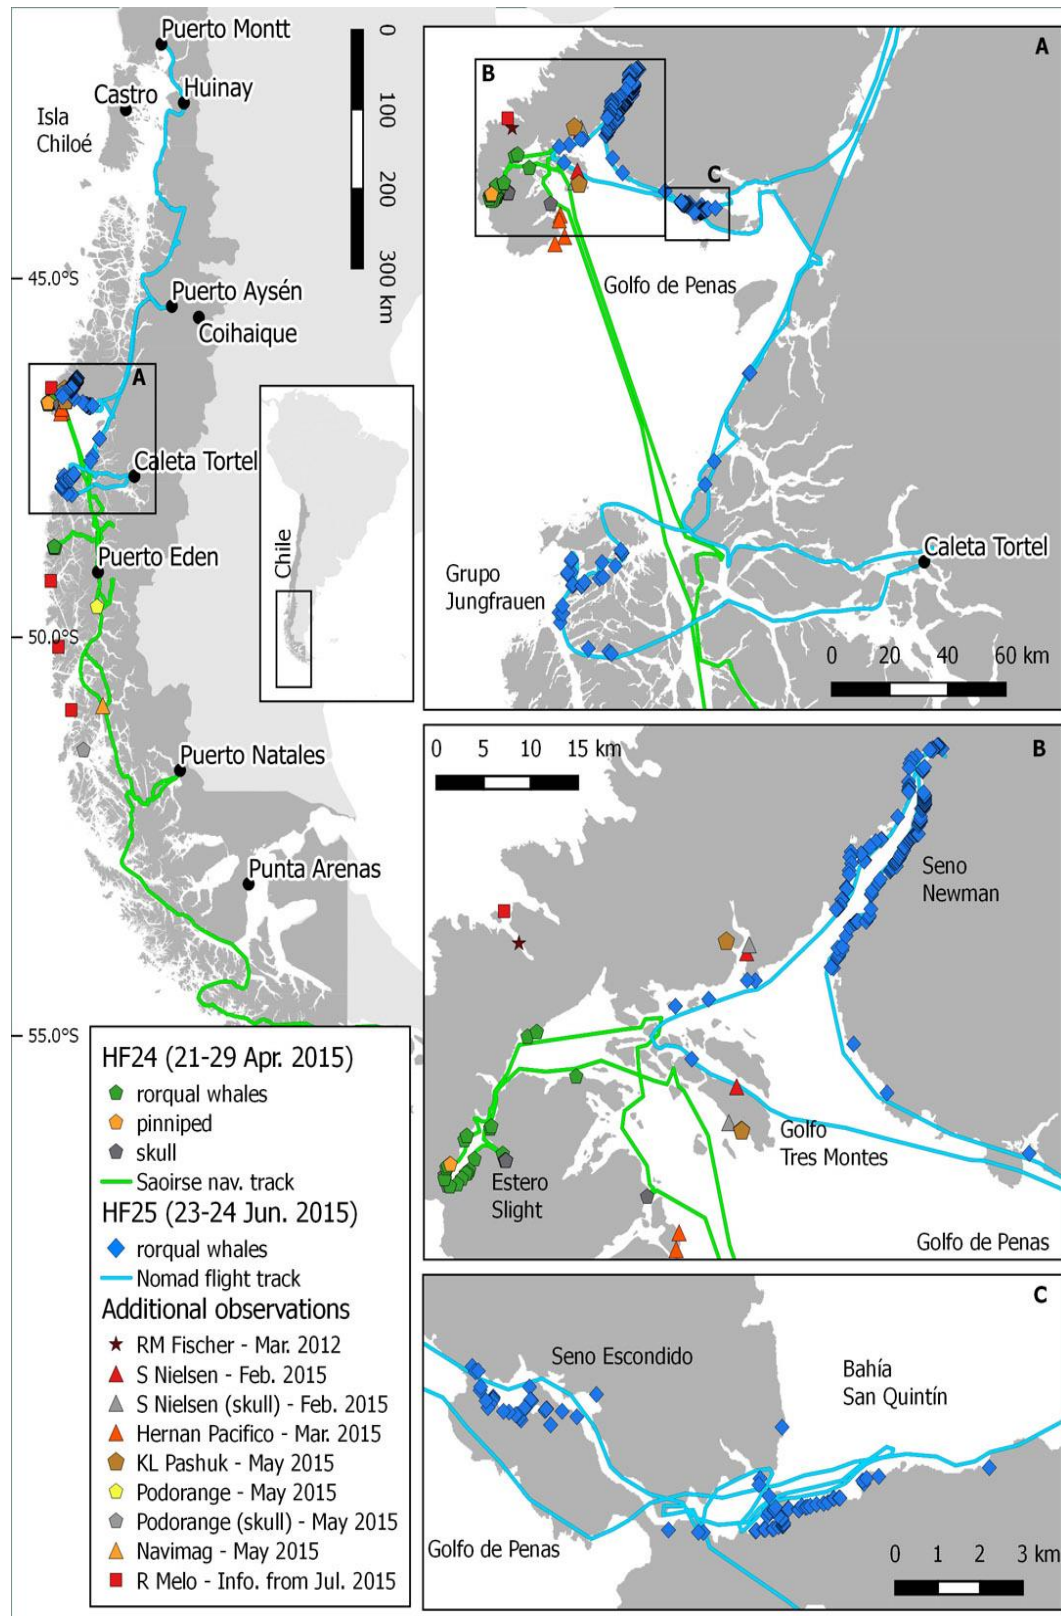 Puerto Montt
Castro
Huinay
Isla
Chiloé
0
100
200
300 km
45.0°S
Puerto Aysén
Coihaique
A
Caleta Tortel
Puerto Eden
50.0°S
Chile
Puerto Natales
Punta Arenas
55.0°S
HF24 (21-29 Apr. 2015)
rorqual whales
pinniped
skull
Saoirse nav. track
HF25 (23-24 Jun. 2015)
rorqual whales
Nomad flight track
Additional observations
RM Fischer - Mar. 2012
S Nielsen - Feb. 2015
S Nielsen (skull) - Feb. 2015
Hernan Pacifico - Mar. 2015
KL Pashuk - May 2015
Podorange - May 2015
Podorange (skull) - May 2015
Navimag - May 2015
R Melo - Info. from Jul. 2015
A
B
C
Golfo de Penas
Caleta Tortel
Grupo
Jungfrauen
0 20 40 60 km
B
0 5 10 15 km
Seno
Newman
Golfo
Tres Montes
Estero
Slight
Golfo de Penas
C
Seno Escondido
Bahía
San Quintín
Golfo de Penas
0 1 2 3 km